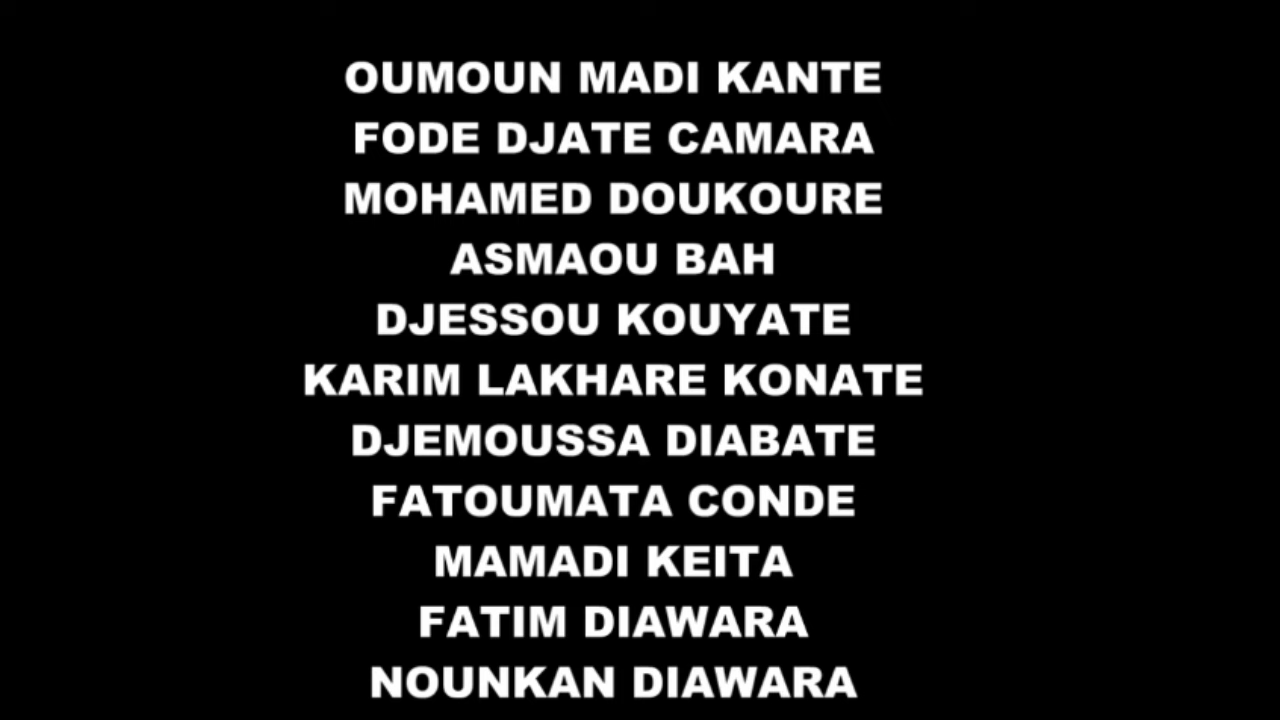 OUMOUN MADI KANTE
FODE DJATE CAMARA
MOHAMED DOUKOURE
ASMAOU BAH
DJESSOU KOUYATE
KARIM LAKHARE KONATE
DJEMOUSSA DIABATE
FATOUMATA CONDE
MAMADI KEITA
FATIM DIAWARA
NOUNKAN DIAWARA